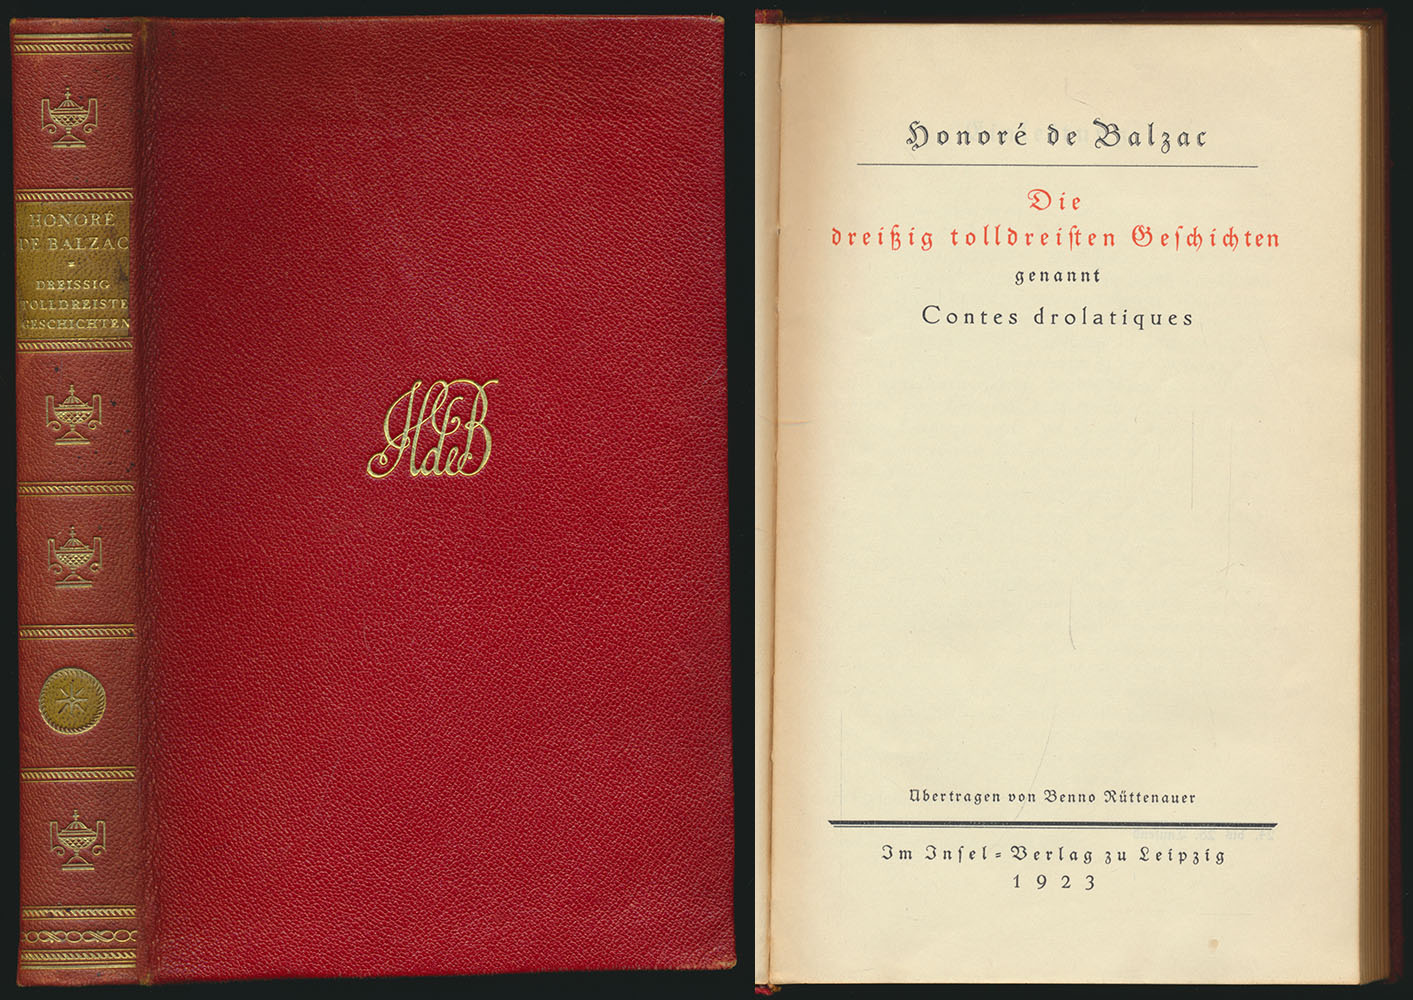 HONORÉ
DE BALZAC
DREISSIG
TOLLDREISTE
GESCHICHTEN
HdeB
Honoré de Balzac
Die
dreißig tolldreiſten Geſchichten
genannt
Contes drolatiques
Übertragen von Benno Rüttenauer
Im Inſel-Verlag zu Leipzig
1923